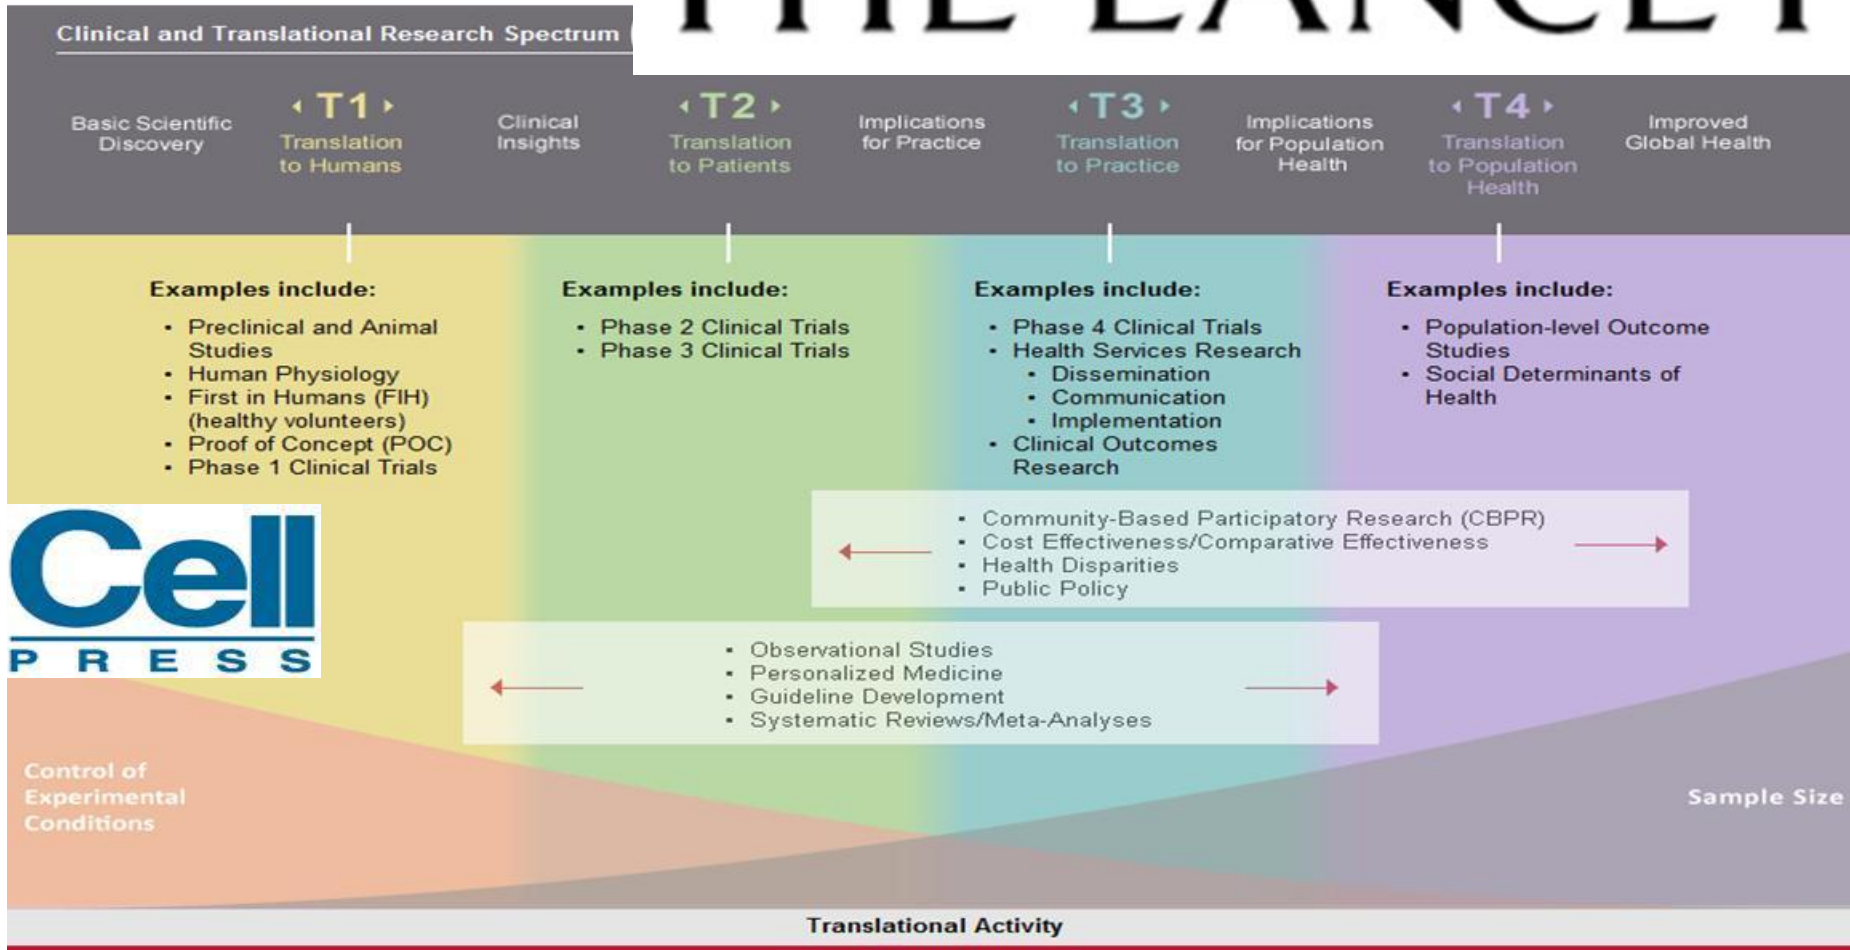 THE LANCET
Clinical and Translational Research Spectrum (
Basic Scientific
Discovery
T1
Translation
to Humans
Clinical
Insights
T2
Translation
to Patients
Implications
for Practice
T3
Translation
to Practice
Implications
for Population
Health
T4
Translation
to Population
Health
Improved
Global Health
Examples include:
• Preclinical and Animal
Studies
• Human Physiology
• First in Humans (FIH)
(healthy volunteers)
• Proof of Concept (POC)
• Phase 1 Clinical Trials
Examples include:
• Phase 2 Clinical Trials
• Phase 3 Clinical Trials
Examples include:
• Phase 4 Clinical Trials
• Health Services Research
• Dissemination
• Communication
• Implementation
• Clinical Outcomes
Research
Examples include:
• Population-level Outcome
Studies
• Social Determinants of
Health
• Community-Based Participatory Research (CBPR)
• Cost Effectiveness/Comparative Effectiveness
• Health Disparities
• Public Policy
Cell
PRESS
• Observational Studies
• Personalized Medicine
• Guideline Development
• Systematic Reviews/Meta-Analyses
Control of
Experimental
Conditions
Sample Size
Translational Activity